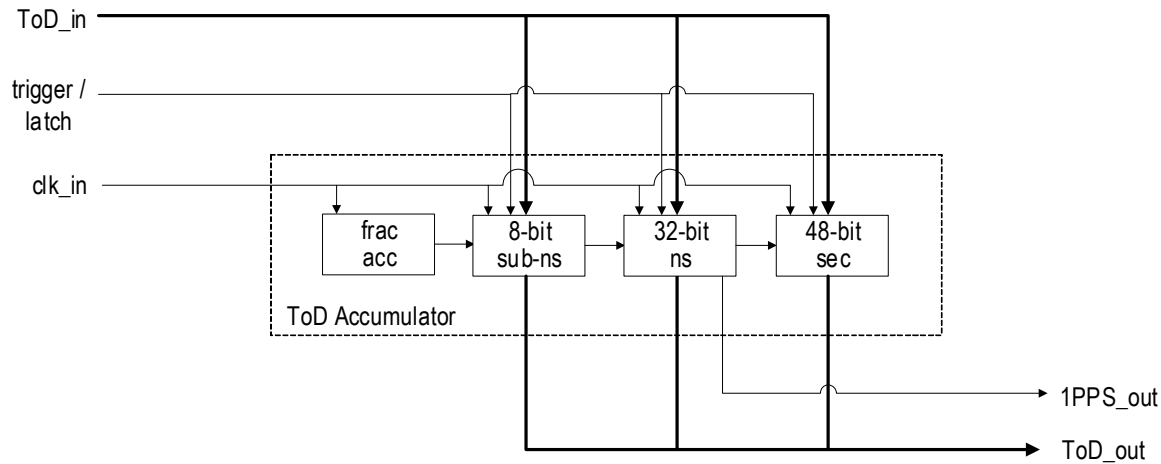 ToD_in
trigger /
latch
clk_in
frac
acc
8-bit
sub-ns
32-bit
ns
48-bit
sec
ToD Accumulator
1PPS_out
ToD_out